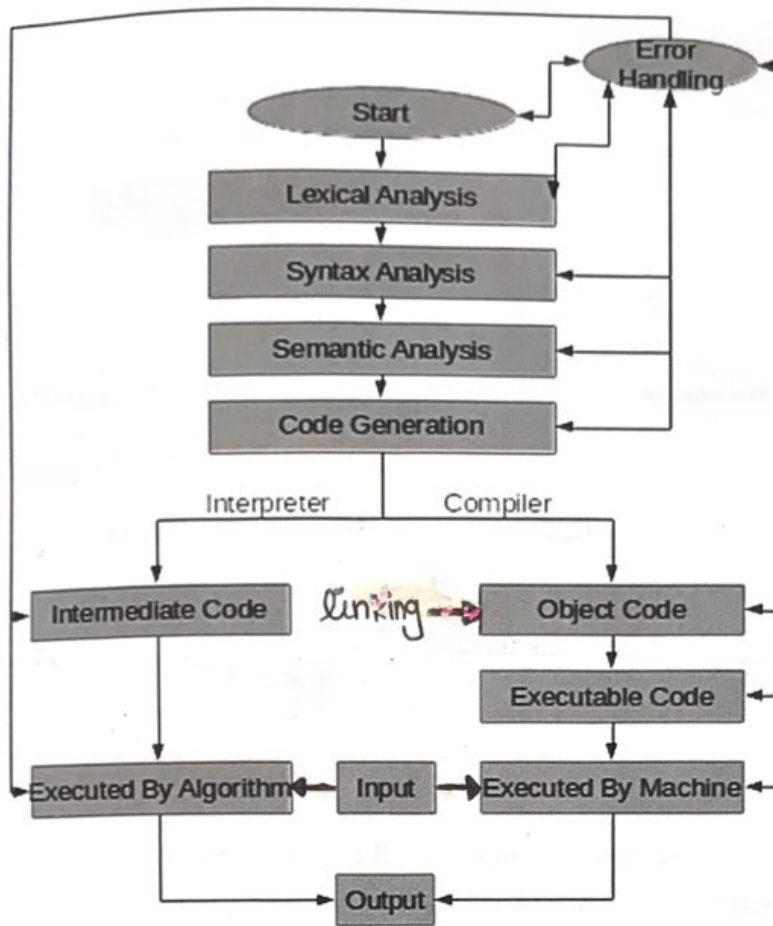 Error
Handling
Start
Lexical Analysis
Syntax Analysis
Semantic Analysis
Code Generation
Interpreter
Compiler
Intermediate Code
linking
Object Code
Executable Code
Executed By Algorithm
Input
Executed By Machine
Output